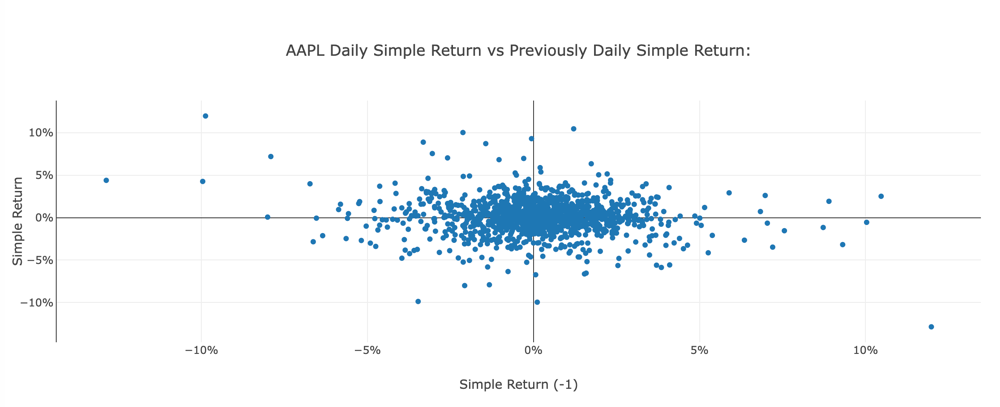 AAPL Daily Simple Return vs Previously Daily Simple Return:
10%
5%
0%
−5%
−10%
Simple Return
−10% −5% 0% 5% 10%
Simple Return (-1)